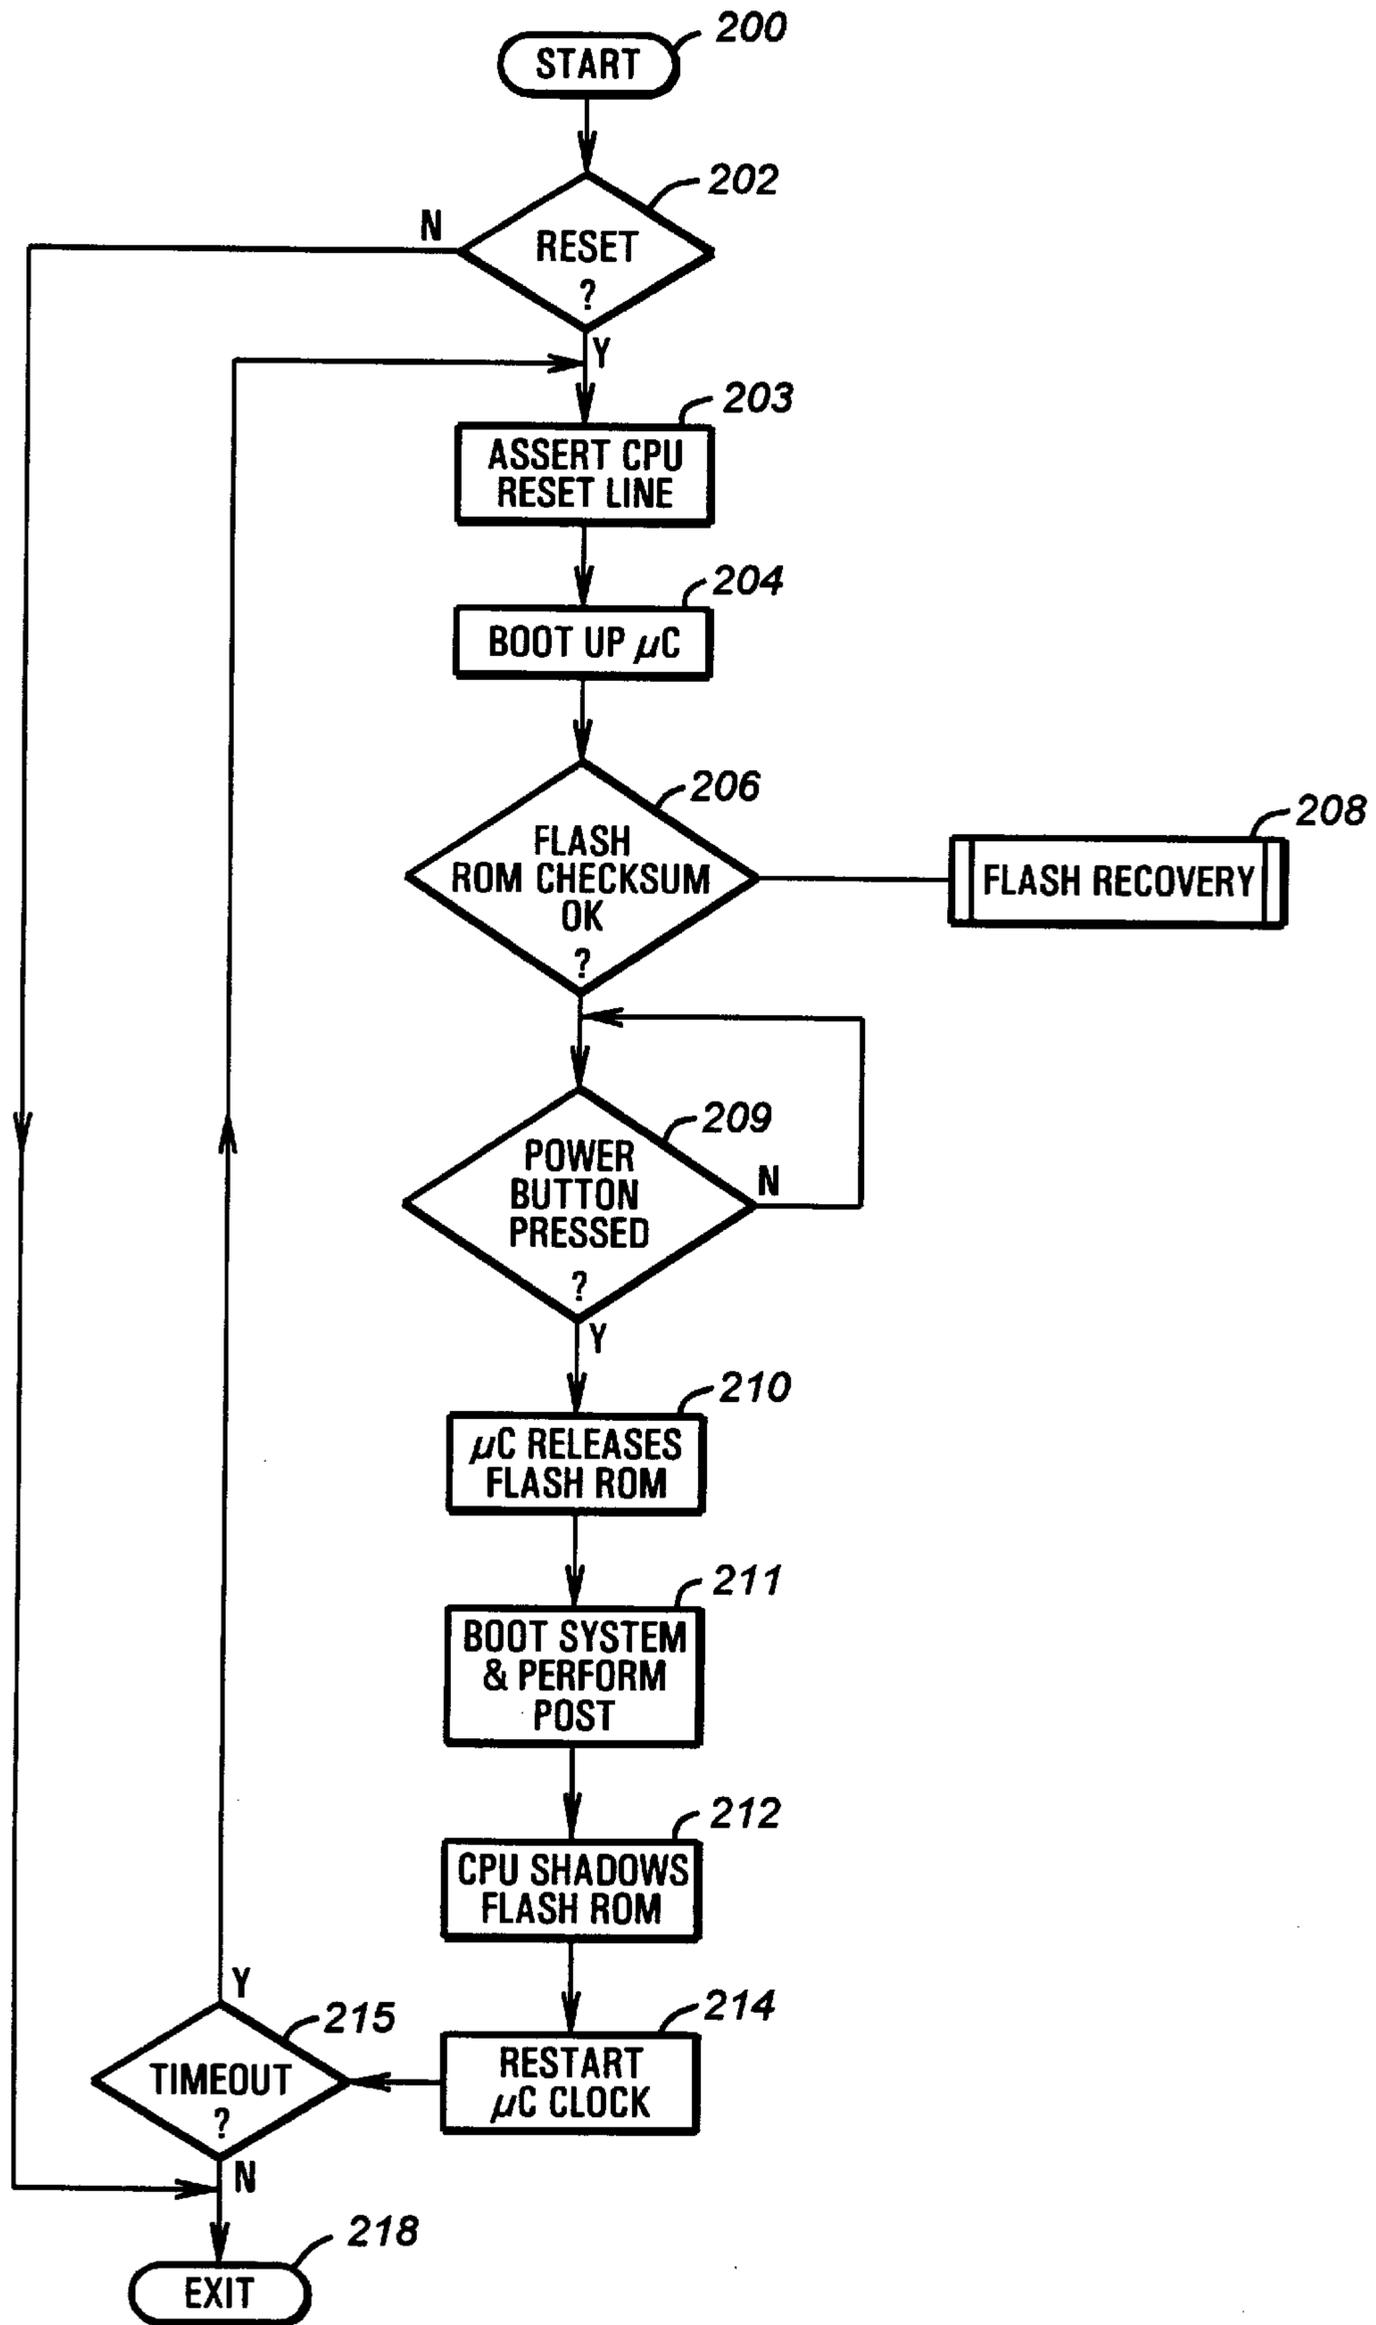 200
START
202
N
RESET
?
Y
203
ASSERT CPU
RESET LINE
204
BOOT UP µC
206
FLASH
ROM CHECKSUM
OK
?
208
FLASH RECOVERY
209
POWER
BUTTON
PRESSED
?
N
Y
210
µC RELEASES
FLASH ROM
211
BOOT SYSTEM
& PERFORM
POST
212
CPU SHADOWS
FLASH ROM
214
RESTART
µC CLOCK
Y
215
TIMEOUT
?
N
218
EXIT